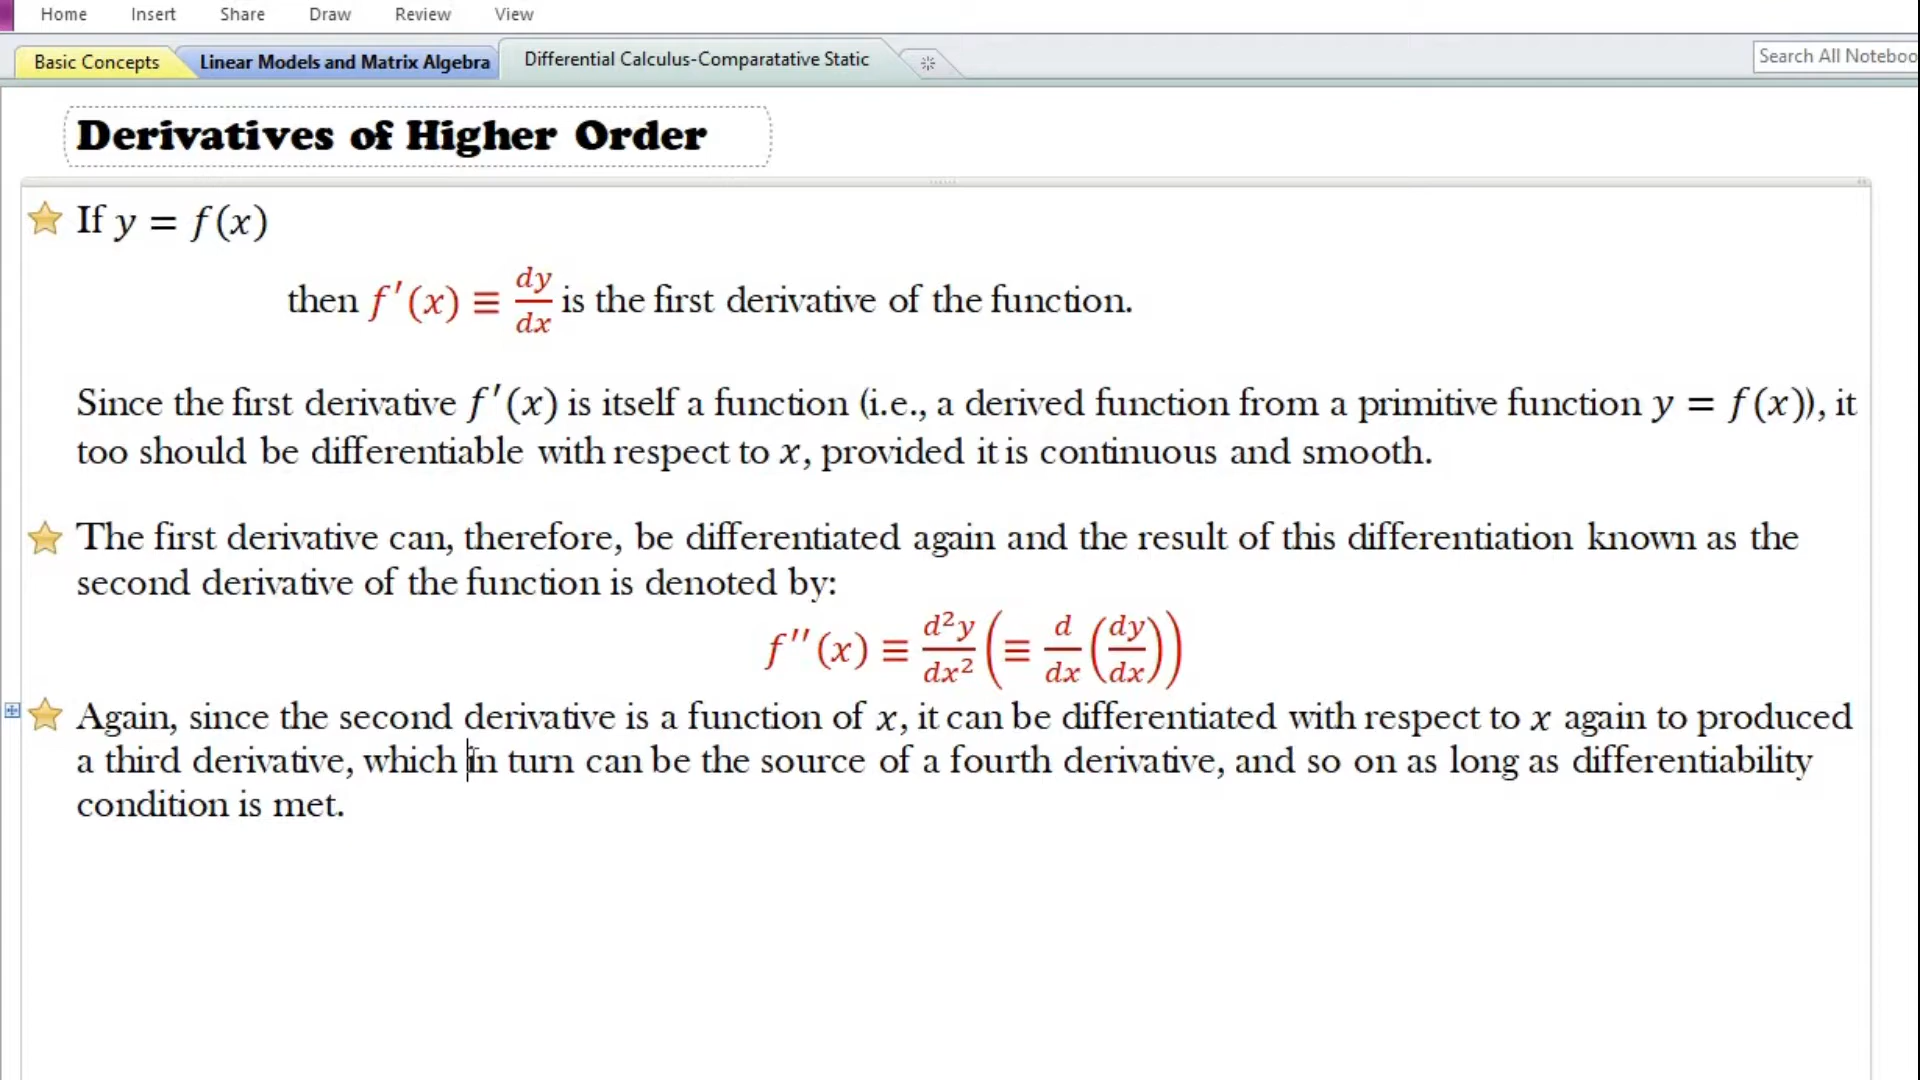 Home Insert Share Draw Review View
Basic Concepts Linear Models and Matrix Algebra Differential Calculus-Comparatative Static Search All Noteboo
Derivatives of Higher Order
If y = f(x)
then f′(x) ≡ dy/dx is the first derivative of the function.
Since the first derivative f′(x) is itself a function (i.e., a derived function from a primitive function y = f(x)), it
too should be differentiable with respect to x, provided it is continuous and smooth.
The first derivative can, therefore, be differentiated again and the result of this differentiation known as the
second derivative of the function is denoted by:
f′′(x) ≡ d²y/dx² (≡ d/dx (dy/dx))
Again, since the second derivative is a function of x, it can be differentiated with respect to x again to produced
a third derivative, which in turn can be the source of a fourth derivative, and so on as long as differentiability
condition is met.